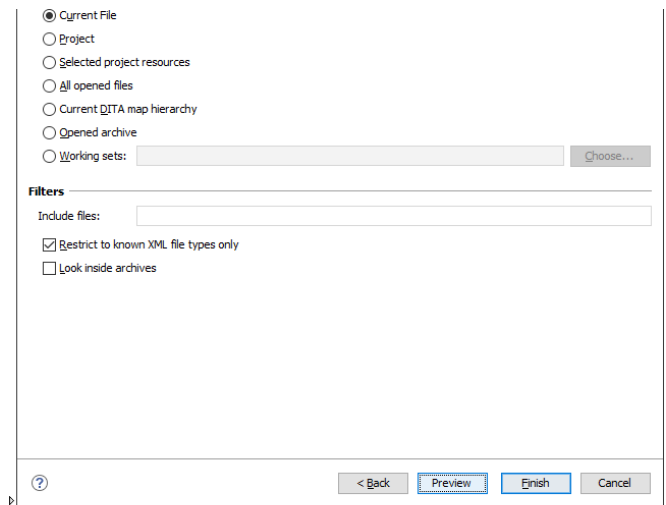 Current File
Project
Selected project resources
All opened files
Current DITA map hierarchy
Opened archive
Working sets: Choose...
Filters
Include files:
Restrict to known XML file types only
Look inside archives
? < Back Preview Finish Cancel